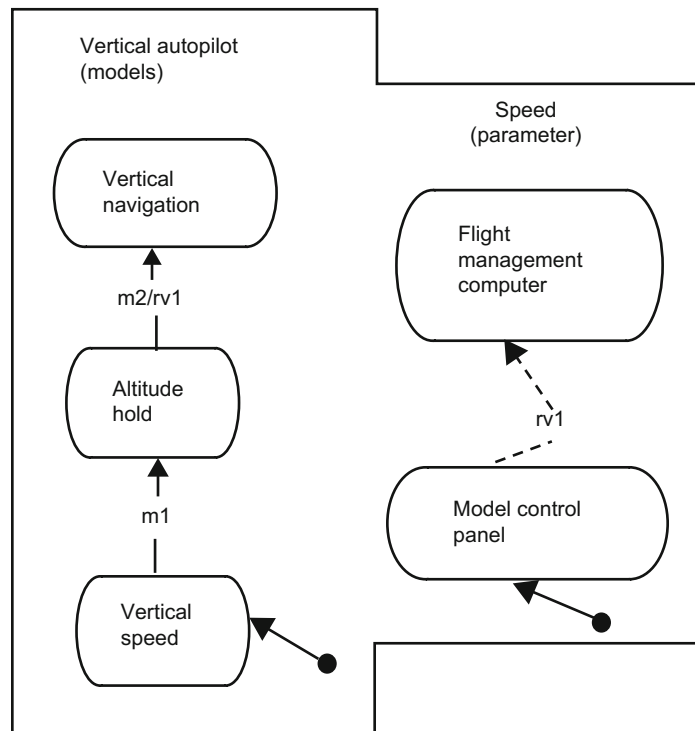 Vertical autopilot
(models)
Vertical
navigation
m2/rv1
Altitude
hold
m1
Vertical
speed
Speed
(parameter)
Flight
management
computer
rv1
Model control
panel